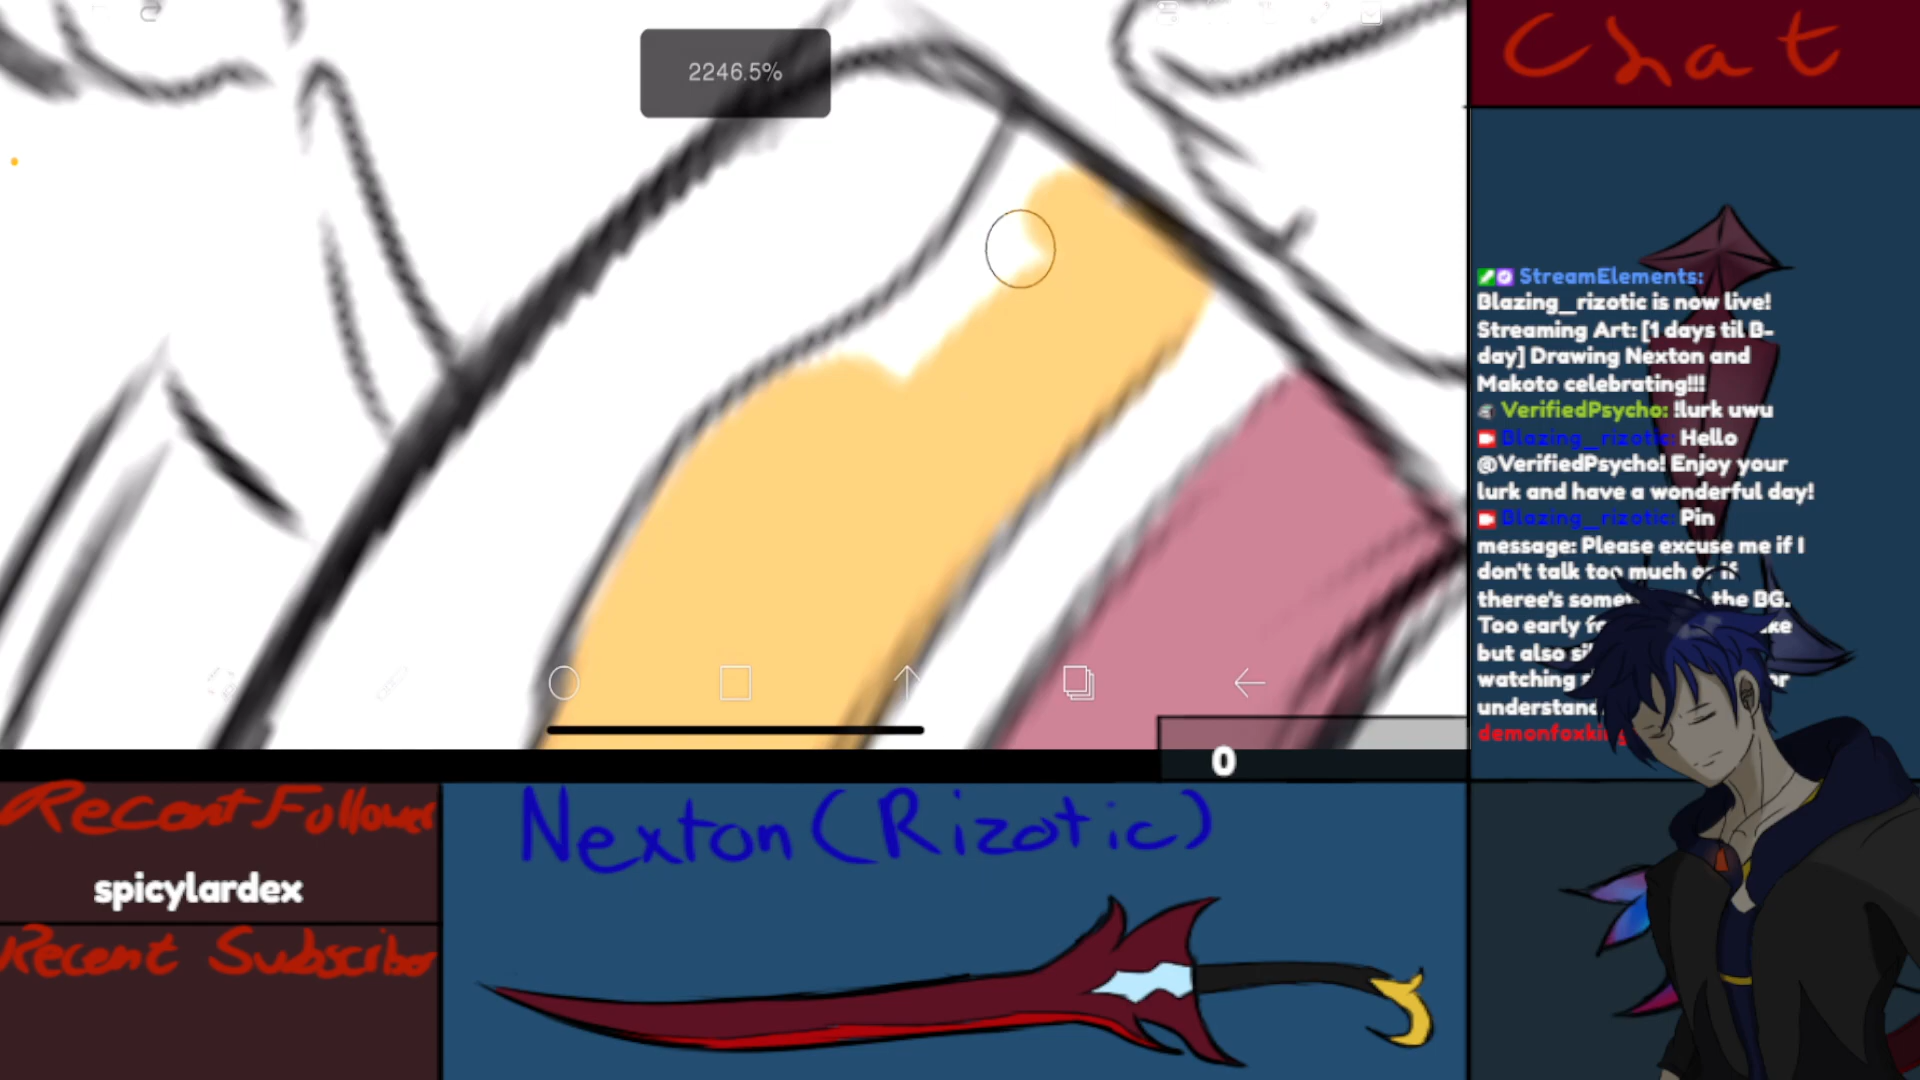 2246.5%
Chat
StreamElements:
Blazing_rizotic is now live!
Streaming Art: [1 days til B-
day] Drawing Nexton and
Makoto celebrating!!!
VerifiedPsycho: !lurk uwu
Blazing_rizotic: Hello
@VerifiedPsycho! Enjoy your
lurk and have a wonderful day!
Blazing_rizotic: Pin
message: Please excuse me if I
don't talk too much or if
theree's the BG.
Too early
but also
watching
0
Recent Follower
spicylardex
Recent Subscriber
Nexton (Rizotic)